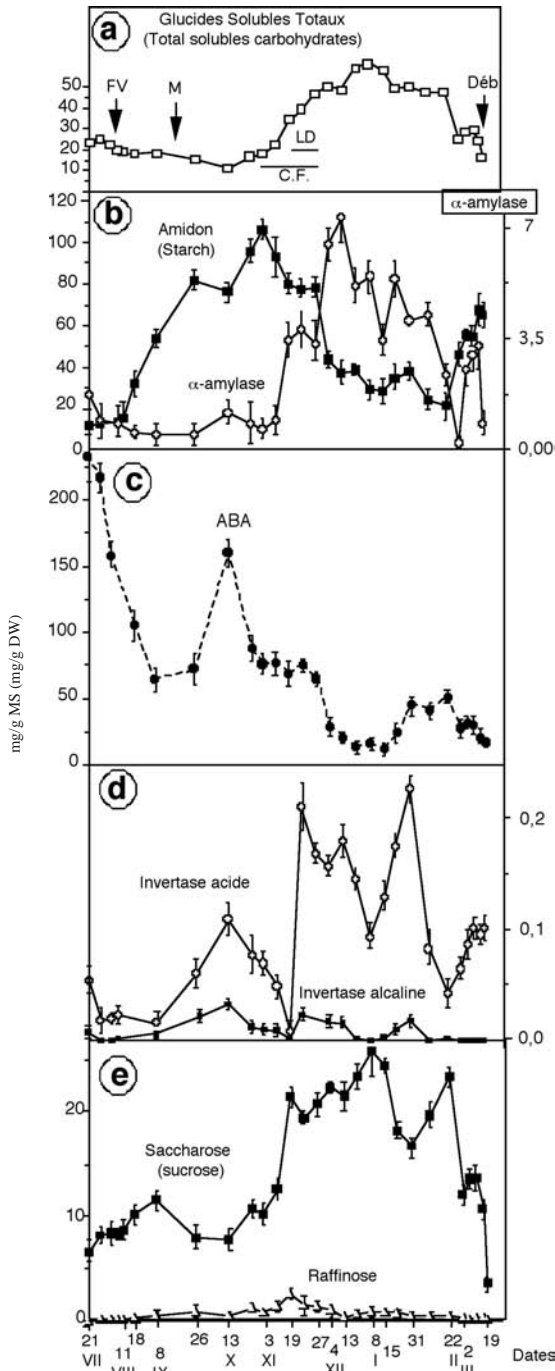 a
Glucides Solubles Totaux
(Total solubles carbohydrates)
50
40
30
20
10
0
FV
M
LD
C.F.
Déb
b
α-amylase
120
100
80
60
40
20
0
Amidon
(Starch)
α-amylase
7
3,5
0,00
c
200
150
100
50
0
ABA
mg/g MS (mg/g DW)
d
Invertase acide
Invertase alcaline
0,2
0,1
0,0
e
20
10
0
Saccharose
(sucrose)
Raffinose
21 11 18 8 26 13 3 19 27 4 13 8 15 31 22 2 19
VII VIII IX X XI XII I II III Dates